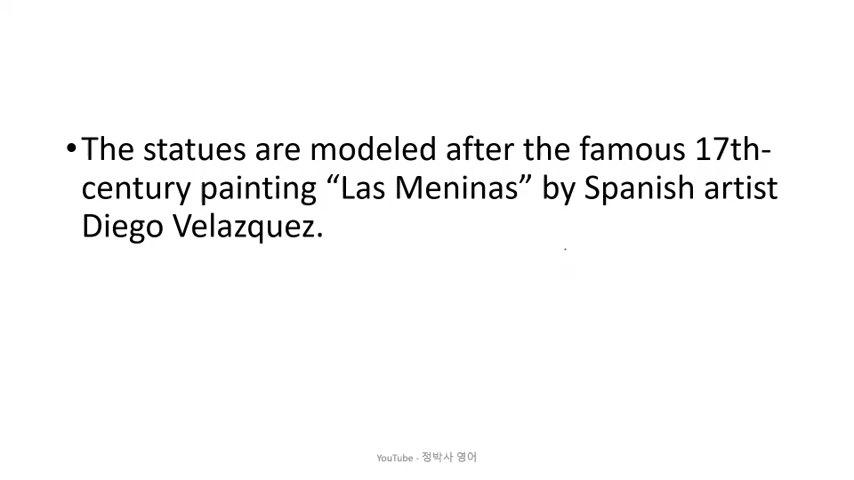 •The statues are modeled after the famous 17th-
century painting “Las Meninas” by Spanish artist
Diego Velazquez.
YouTube - 정박사 영어